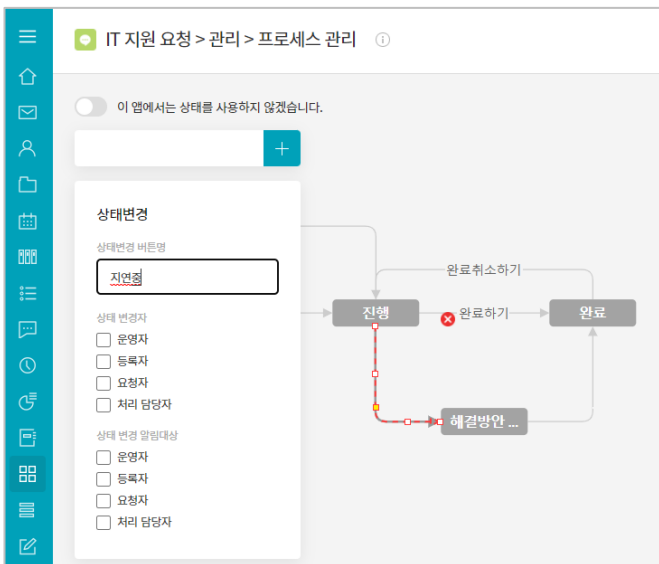 IT 지원 요청 > 관리 > 프로세스 관리
이 앱에서는 상태를 사용하지 않겠습니다.
상태변경
상태변경 버튼명
지연중
상태 변경자
운영자
등록자
요청자
처리 담당자
상태 변경 알림대상
운영자
등록자
요청자
처리 담당자
완료취소하기
진행
완료하기
완료
해결방안 ...